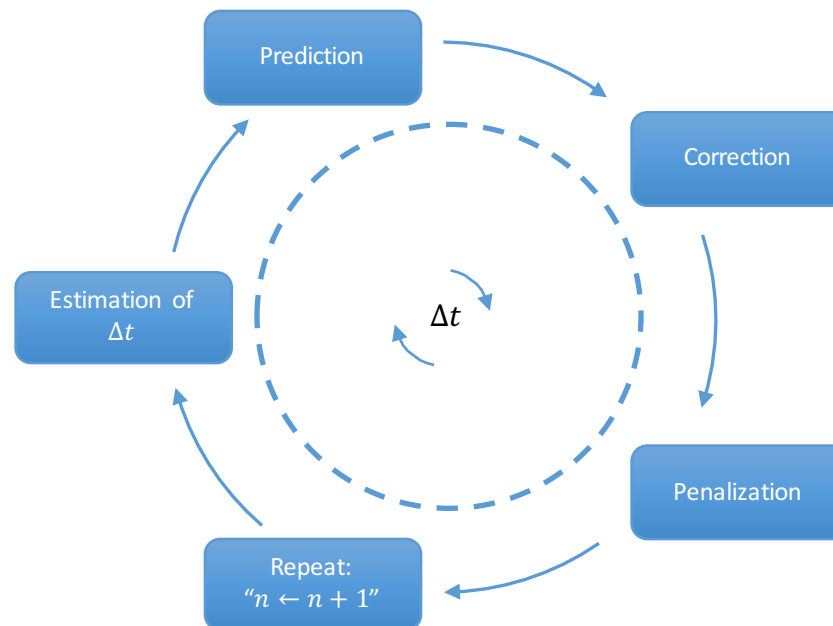 Prediction
Correction
Estimation of
Δt
Δt
Penalization
Repeat:
“n ← n + 1”